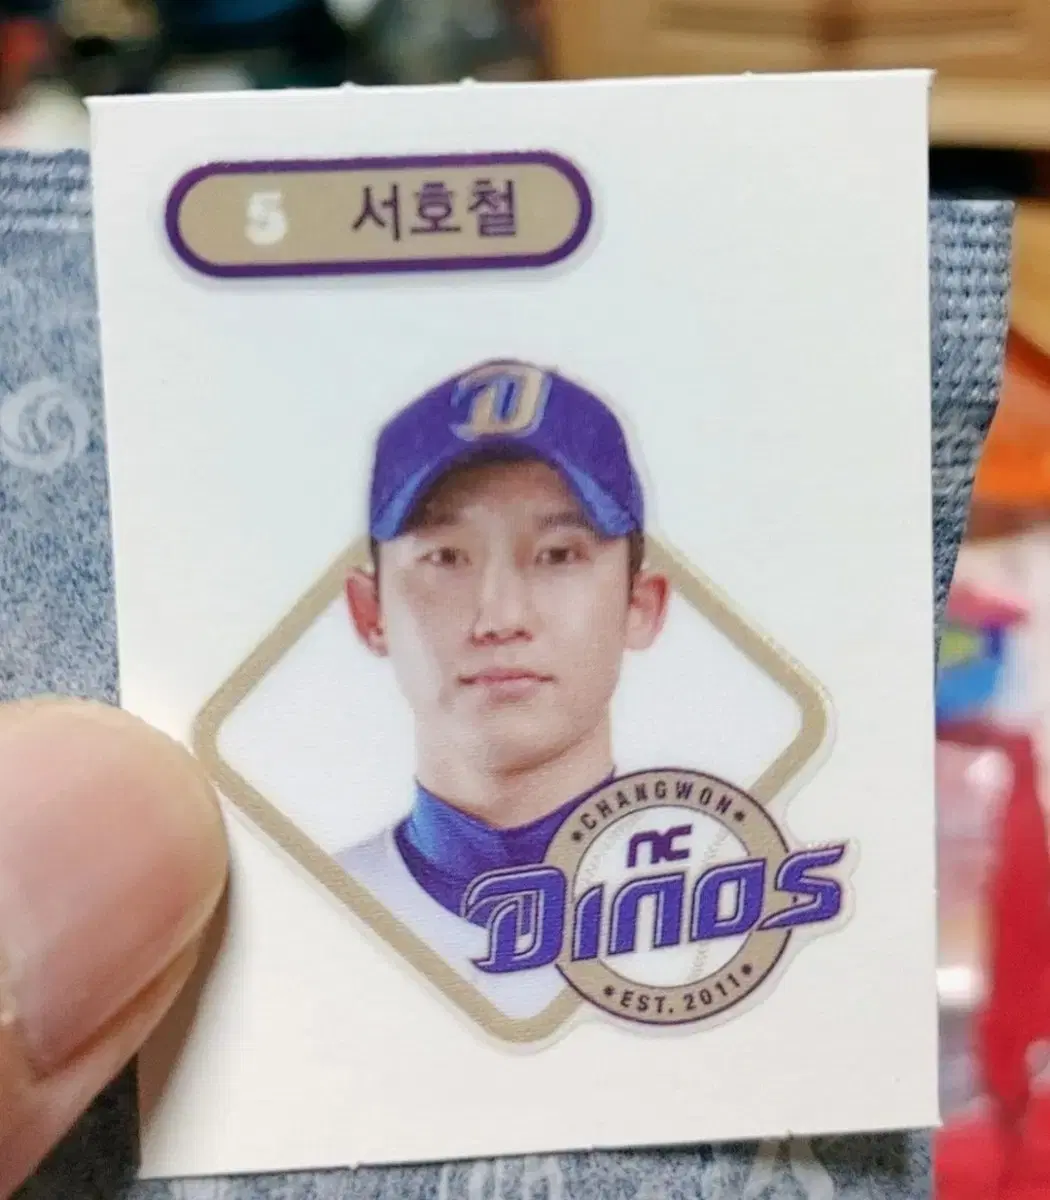 5 서호철
CHANGWON
NC
DINOS
EST. 2011